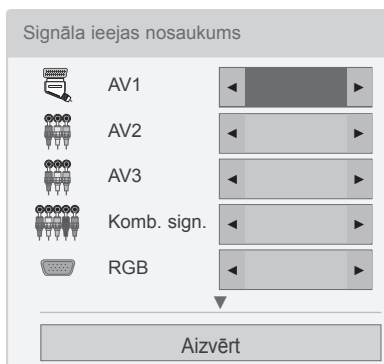 Signāla ieejas nosaukums
AV1
AV2
AV3
Komb. sign.
RGB
Aizvērt